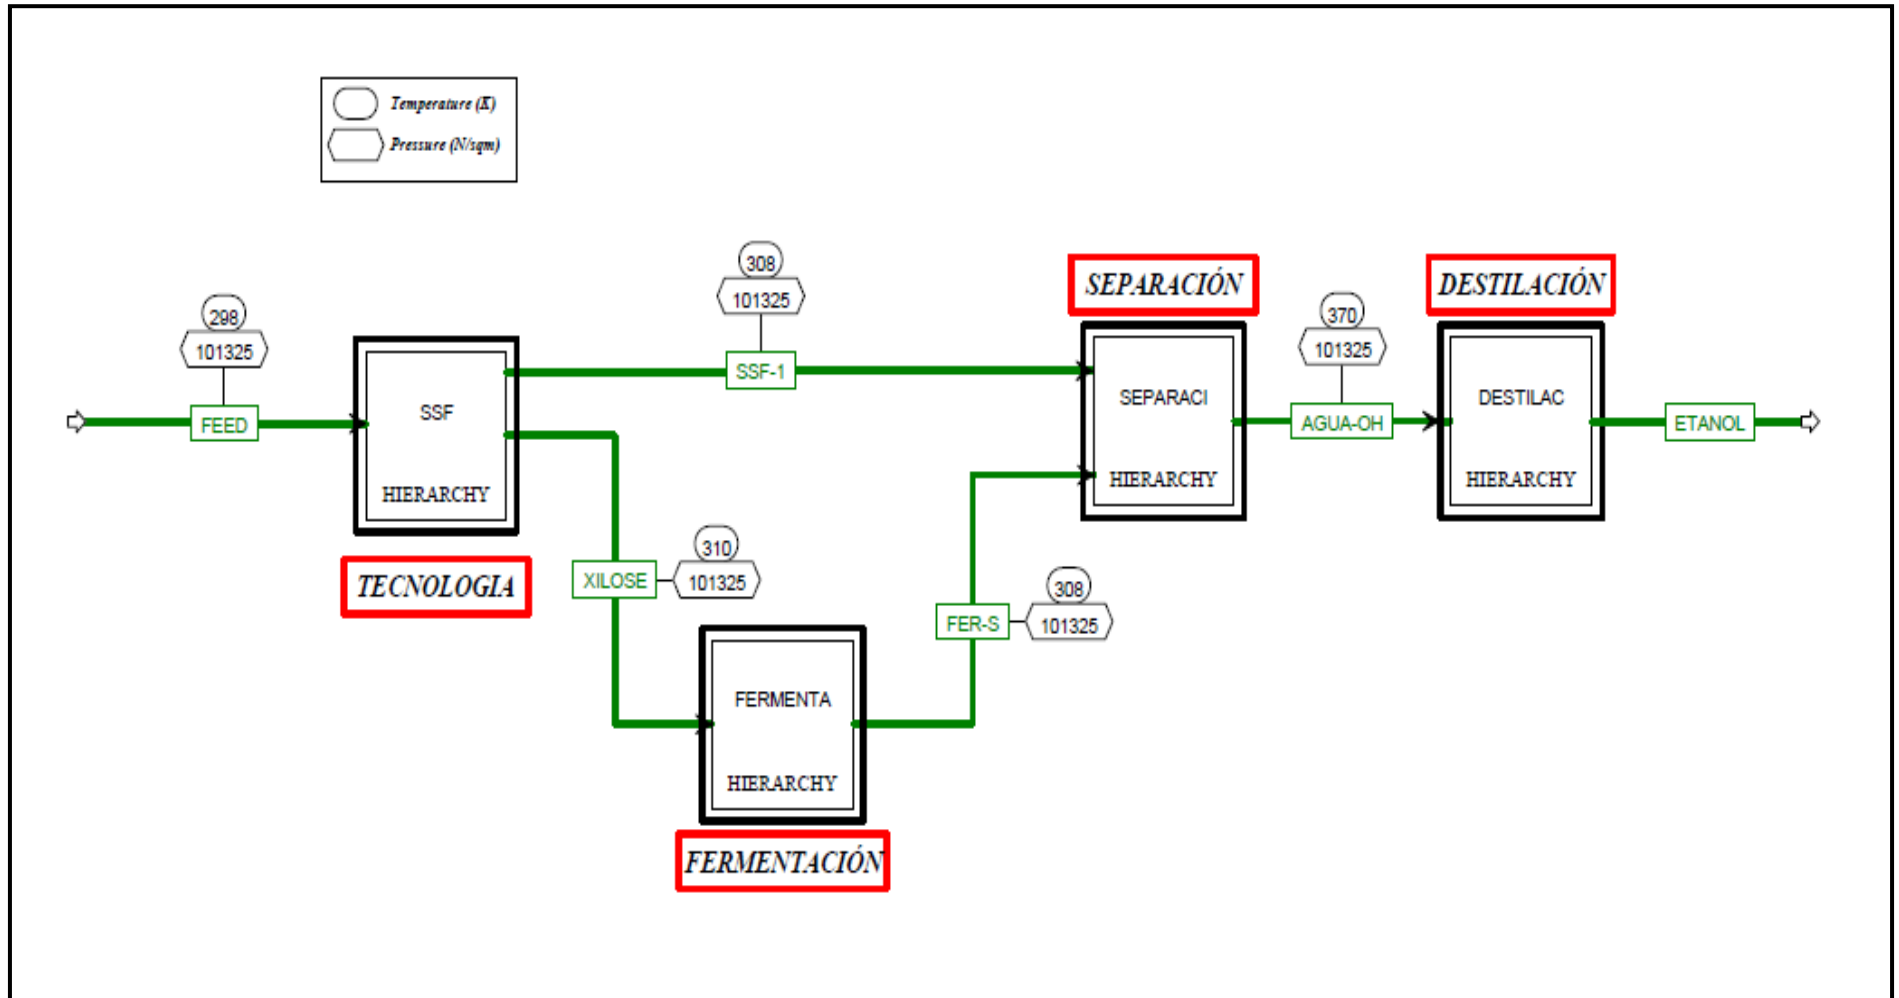 Temperature (K)
Pressure (N/sqm)
298
101325
FEED
SSF
HIERARCHY
TECNOLOGIA
308
101325
SSF-1
310
101325
XILOSE
FERMENTA
HIERARCHY
FERMENTACIÓN
308
101325
FER-S
SEPARACIÓN
SEPARACI
HIERARCHY
370
101325
AGUA-OH
DESTILACIÓN
DESTILAC
HIERARCHY
ETANOL